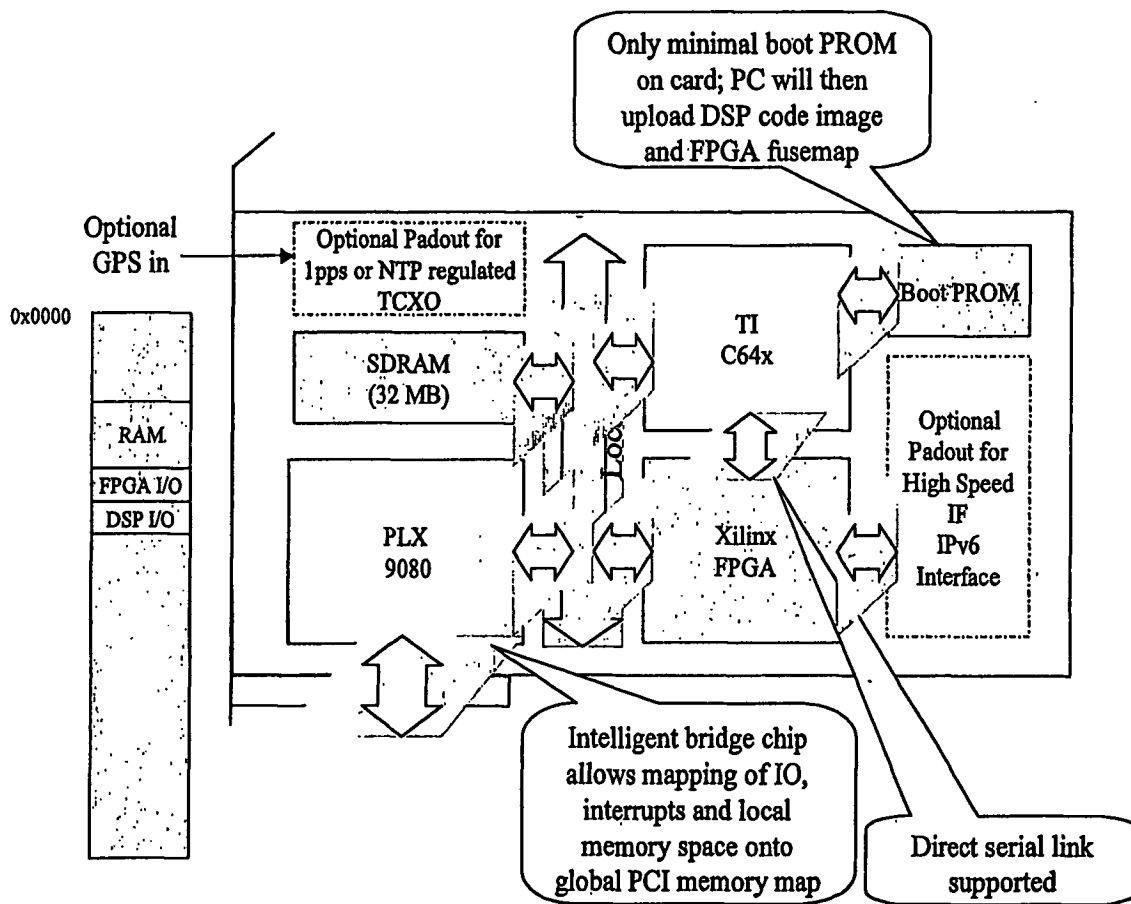 Only minimal boot PROM
on card; PC will then
upload DSP code image
and FPGA fusemap
Optional
GPS in
Optional Padout for
1pps or NTP regulated
TCXO
0x0000
SDRAM
(32 MB)
TI
C64x
Boot PROM
RAM
FPGA I/O
DSP I/O
PLX
9080
Xilinx
FPGA
Optional
Padout for
High Speed
IF
IPv6
Interface
Intelligent bridge chip
allows mapping of IO,
interrupts and local
memory space onto
global PCI memory map
Direct serial link
supported